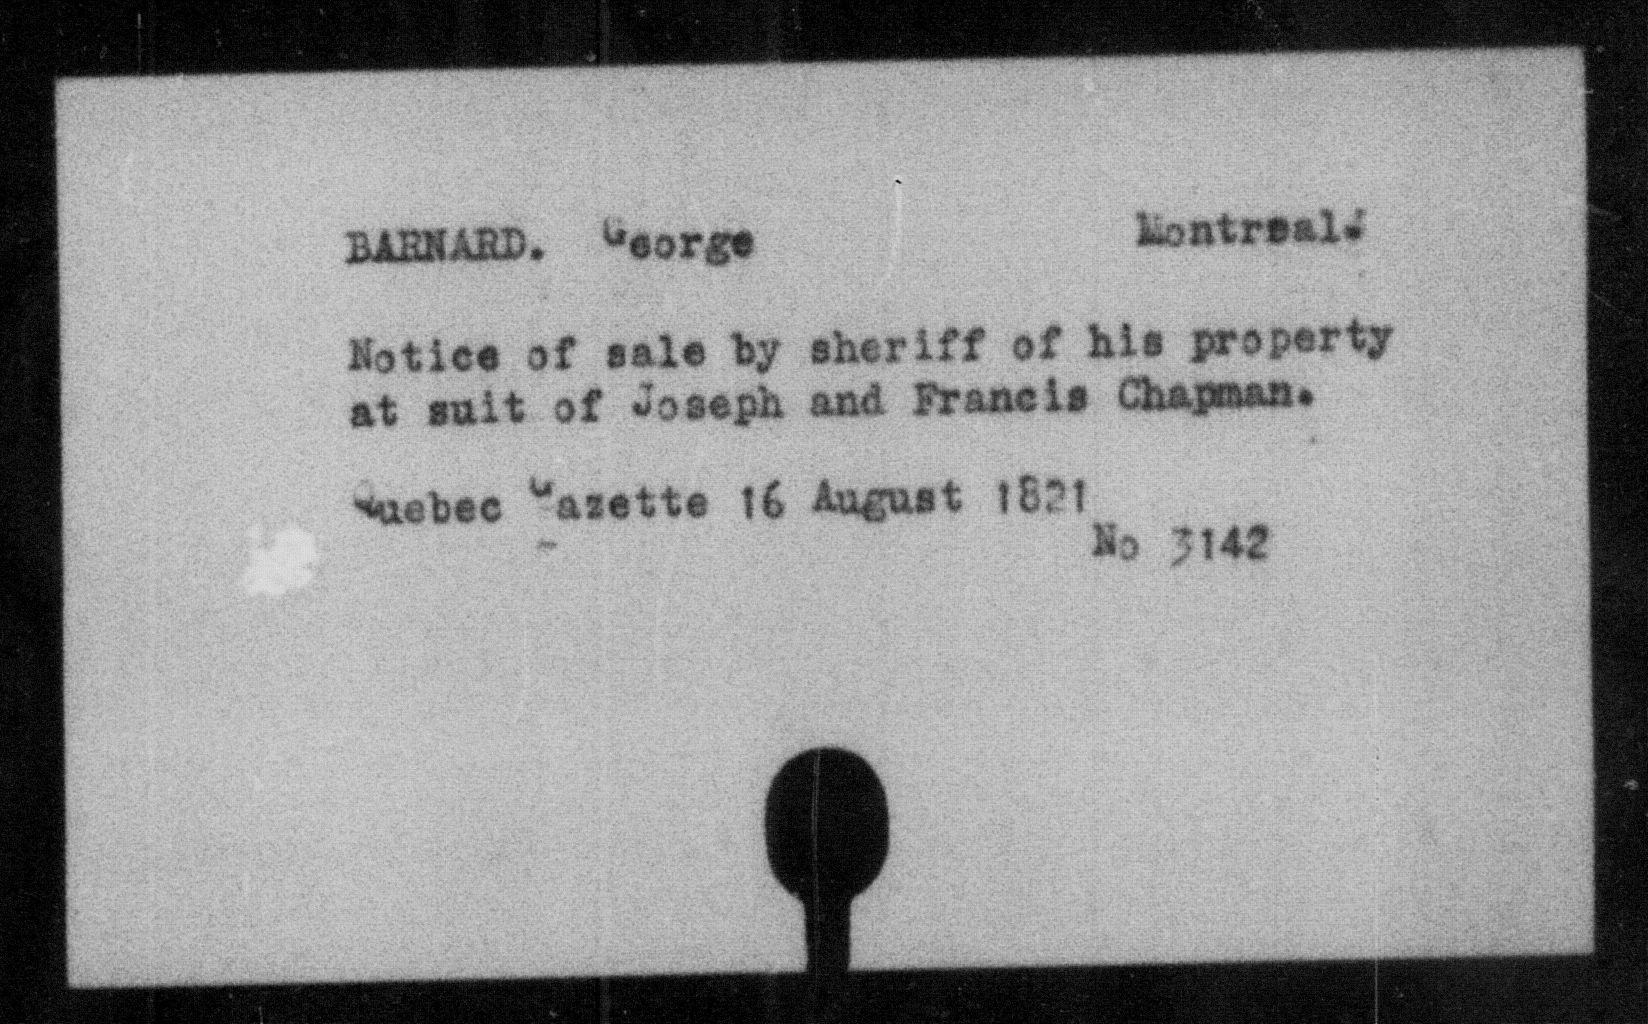 BARNARD. George Montreal.
Notice of sale by sheriff of his property
at suit of Joseph and Francis Chapman.
Quebec Gazette 16 August 1821
No 3142